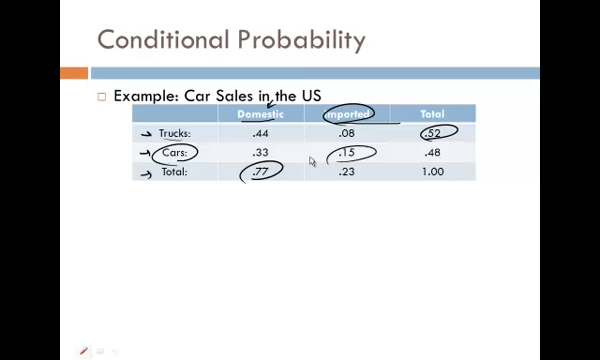 Conditional Probability
Example: Car Sales in the US
Domestic Imported Total
Trucks: .44 .08 .52
Cars: .33 .15 .48
Total: .77 .23 1.00